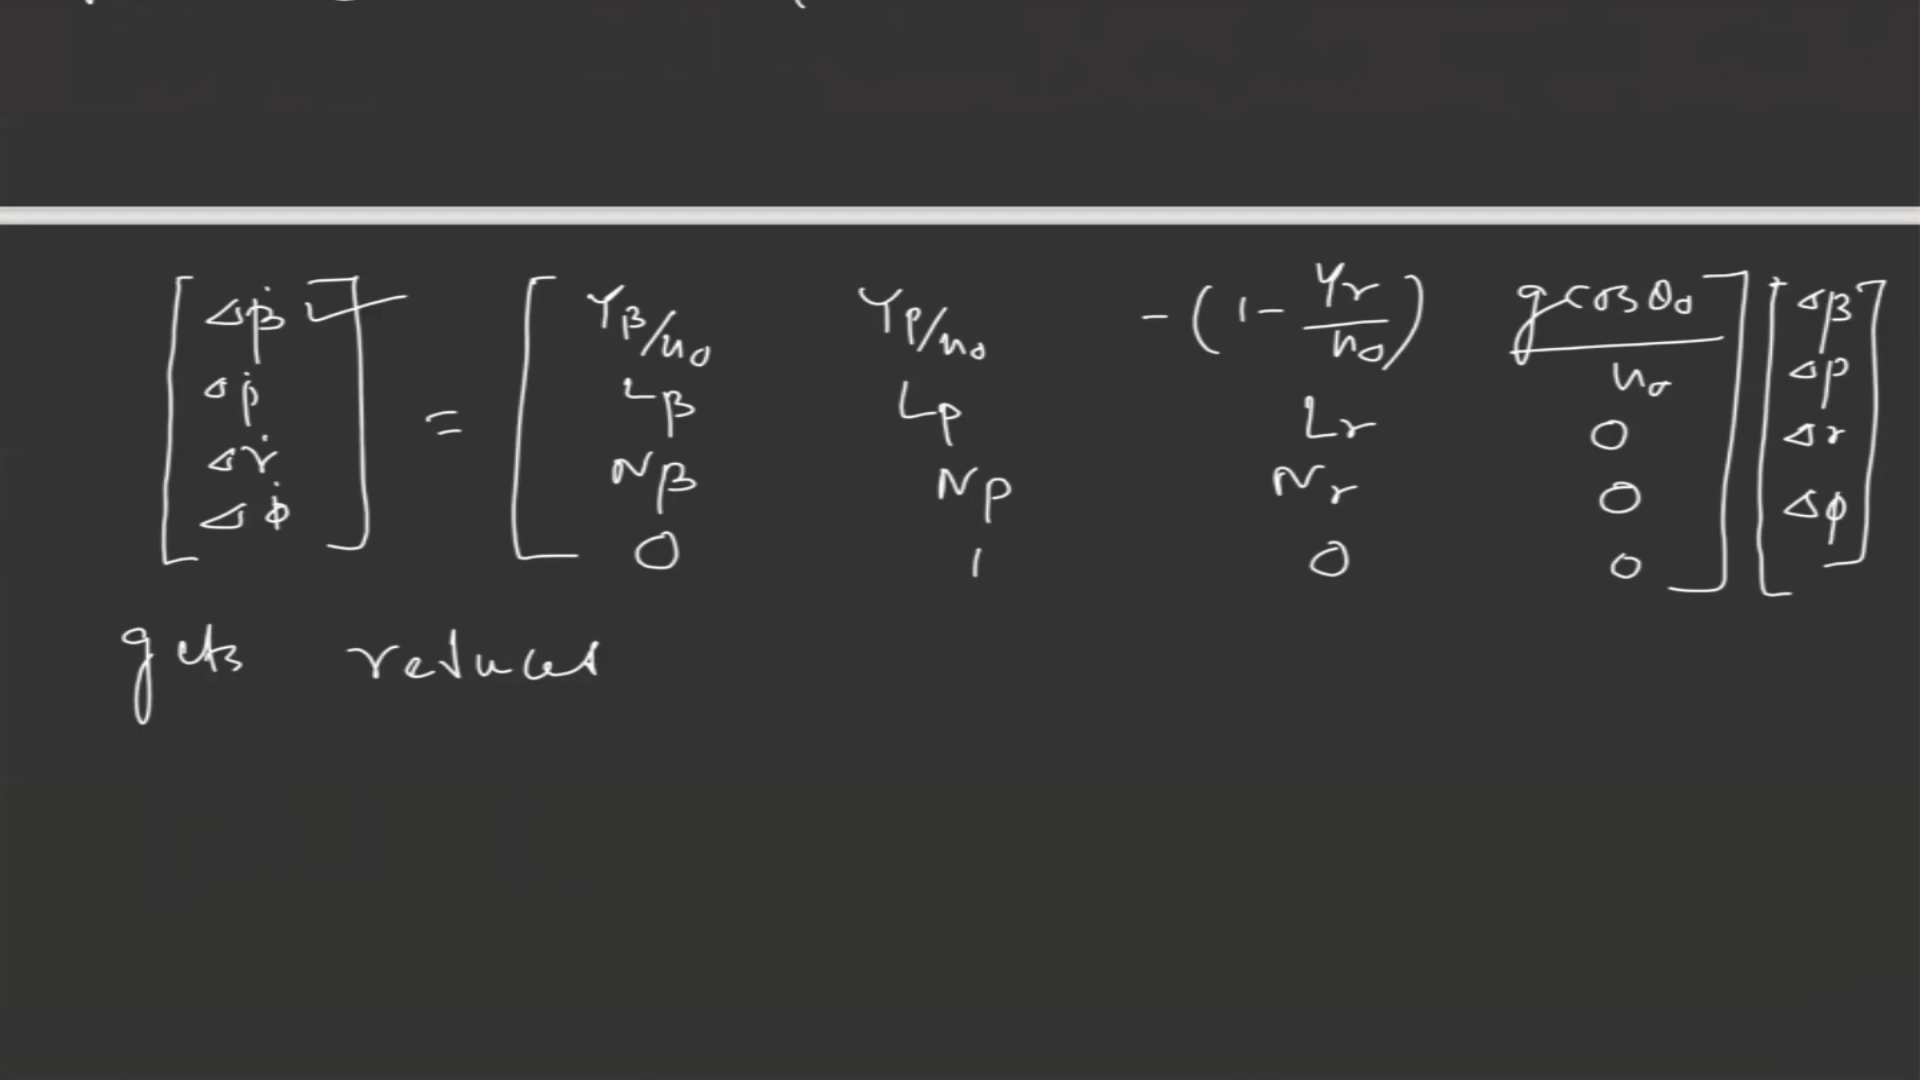 [Δβ̇ Δṗ Δṙ Δφ̇] = [Yβ/u₀ Yp/u₀ -(1 - Yr/u₀) g cos θ₀/u₀
Lβ Lp Lr 0
Nβ Np Nr 0
0 1 0 0] [Δβ Δp Δr Δφ]
gets reduced